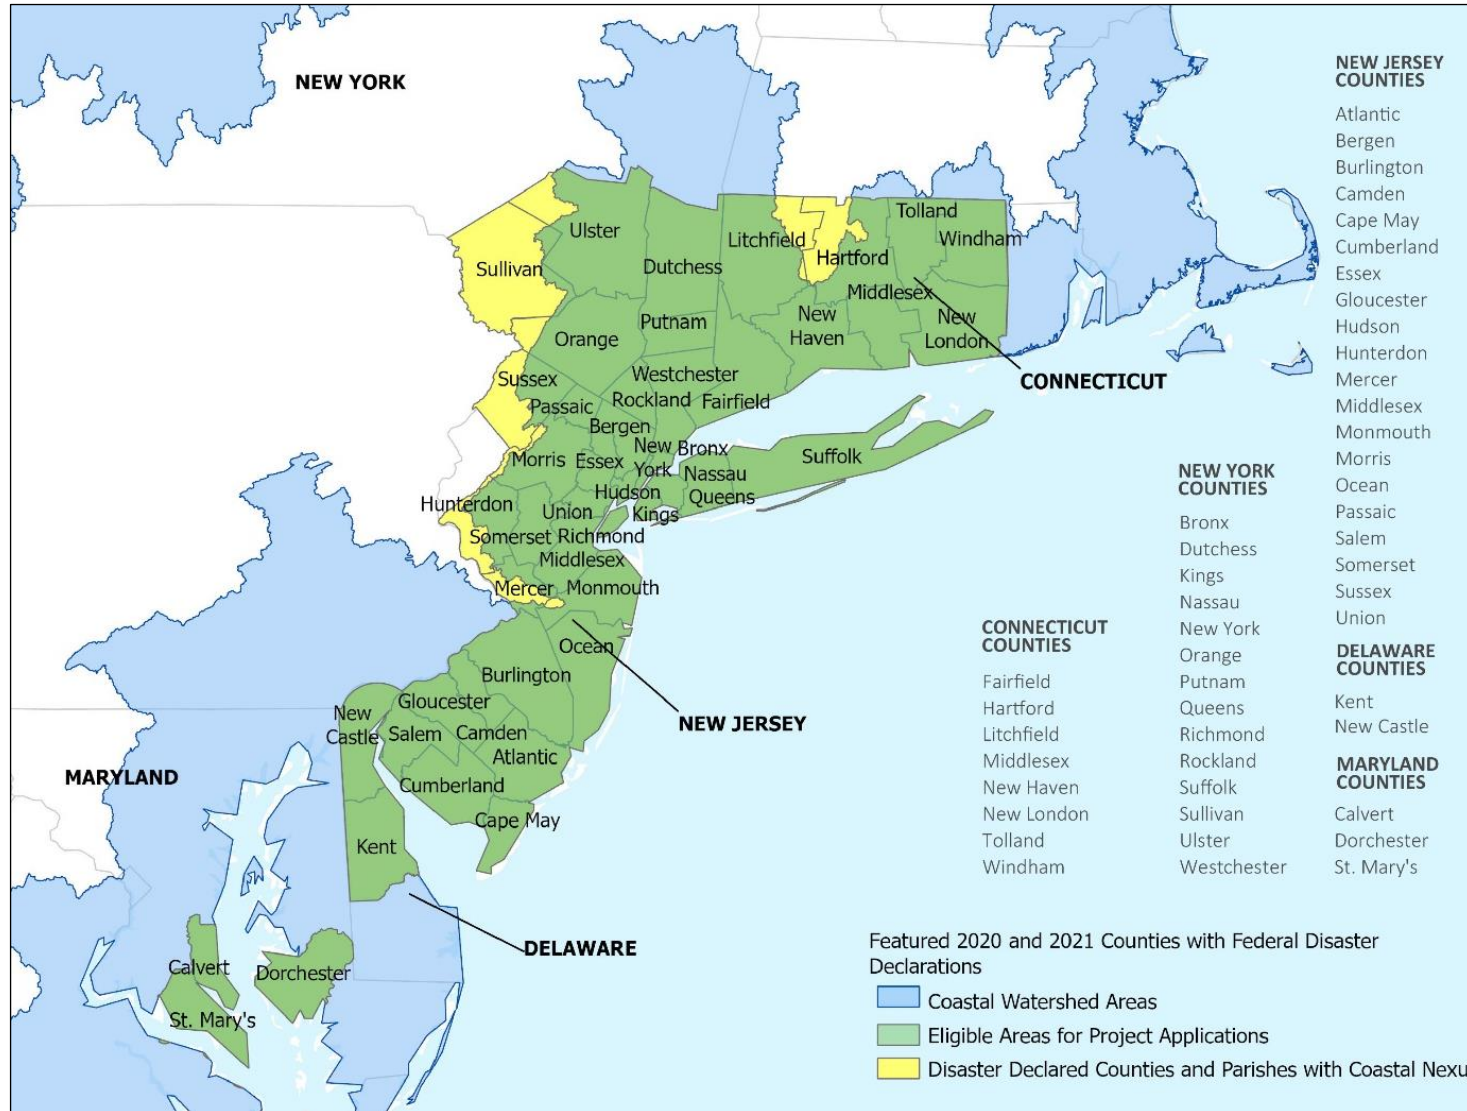 NEW YORK
Ulster
Litchfield
Tolland
Windham
Hartford
Sullivan
Dutchess
Middlesex
Putnam
New
Haven
New
London
Orange
CONNECTICUT
Sussex
Westchester
Passaic
Rockland
Fairfield
Bergen
New
York
Bronx
Morris
Essex
Nassau
Suffolk
Hunterdon
Hudson
Queens
Union
Kings
Somerset
Richmond
Middlesex
Mercer
Monmouth
Ocean
Burlington
Gloucester
New
Castle
Salem
Camden
NEW JERSEY
Atlantic
MARYLAND
Cumberland
Cape May
Kent
DELAWARE
Calvert
Dorchester
St. Mary's
CONNECTICUT
COUNTIES
Fairfield
Hartford
Litchfield
Middlesex
New Haven
New London
Tolland
Windham
NEW YORK
COUNTIES
Bronx
Dutchess
Kings
Nassau
New York
Orange
Putnam
Queens
Richmond
Rockland
Suffolk
Sullivan
Ulster
Westchester
NEW JERSEY
COUNTIES
Atlantic
Bergen
Burlington
Camden
Cape May
Cumberland
Essex
Gloucester
Hudson
Hunterdon
Mercer
Middlesex
Monmouth
Morris
Ocean
Passaic
Salem
Somerset
Sussex
Union
DELAWARE
COUNTIES
Kent
New Castle
MARYLAND
COUNTIES
Calvert
Dorchester
St. Mary's
Featured 2020 and 2021 Counties with Federal Disaster
Declarations
Coastal Watershed Areas
Eligible Areas for Project Applications
Disaster Declared Counties and Parishes with Coastal Nexu